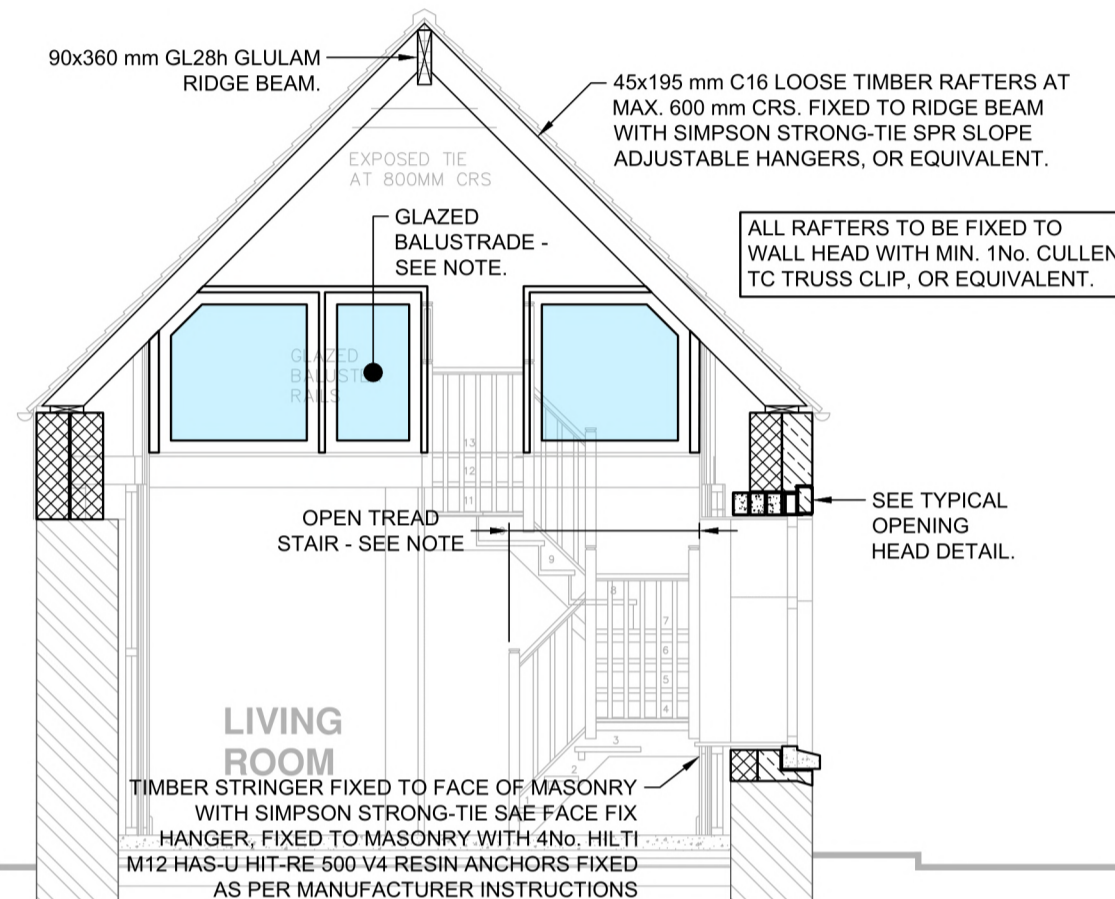 90x360 mm GL28h GLULAM
RIDGE BEAM.
45x195 mm C16 LOOSE TIMBER RAFTERS AT
MAX. 600 mm CRS. FIXED TO RIDGE BEAM
WITH SIMPSON STRONG-TIE SPR SLOPE
ADJUSTABLE HANGERS, OR EQUIVALENT.
EXPOSED TIE
AT 800MM CRS
GLAZED
BALUSTRADE -
SEE NOTE.
ALL RAFTERS TO BE FIXED TO
WALL HEAD WITH MIN. 1No. CULLEN
TC TRUSS CLIP, OR EQUIVALENT.
GLAZED
RAILS
13
12
11
OPEN TREAD
STAIR - SEE NOTE
SEE TYPICAL
OPENING
HEAD DETAIL.
9
8
7
6
5
4
3
2
1
LIVING
ROOM
TIMBER STRINGER FIXED TO FACE OF MASONRY
WITH SIMPSON STRONG-TIE SAE FACE FIX
HANGER, FIXED TO MASONRY WITH 4No. HILTI
M12 HAS-U HIT-RE 500 V4 RESIN ANCHORS FIXED
AS PER MANUFACTURER INSTRUCTIONS